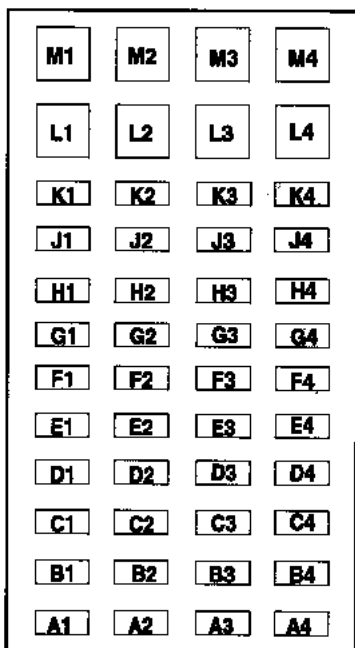 M1 M2 M3 M4
L1 L2 L3 L4
K1 K2 K3 K4
J1 J2 J3 J4
H1 H2 H3 H4
G1 G2 G3 G4
F1 F2 F3 F4
E1 E2 E3 E4
D1 D2 D3 D4
C1 C2 C3 C4
B1 B2 B3 B4
A1 A2 A3 A4